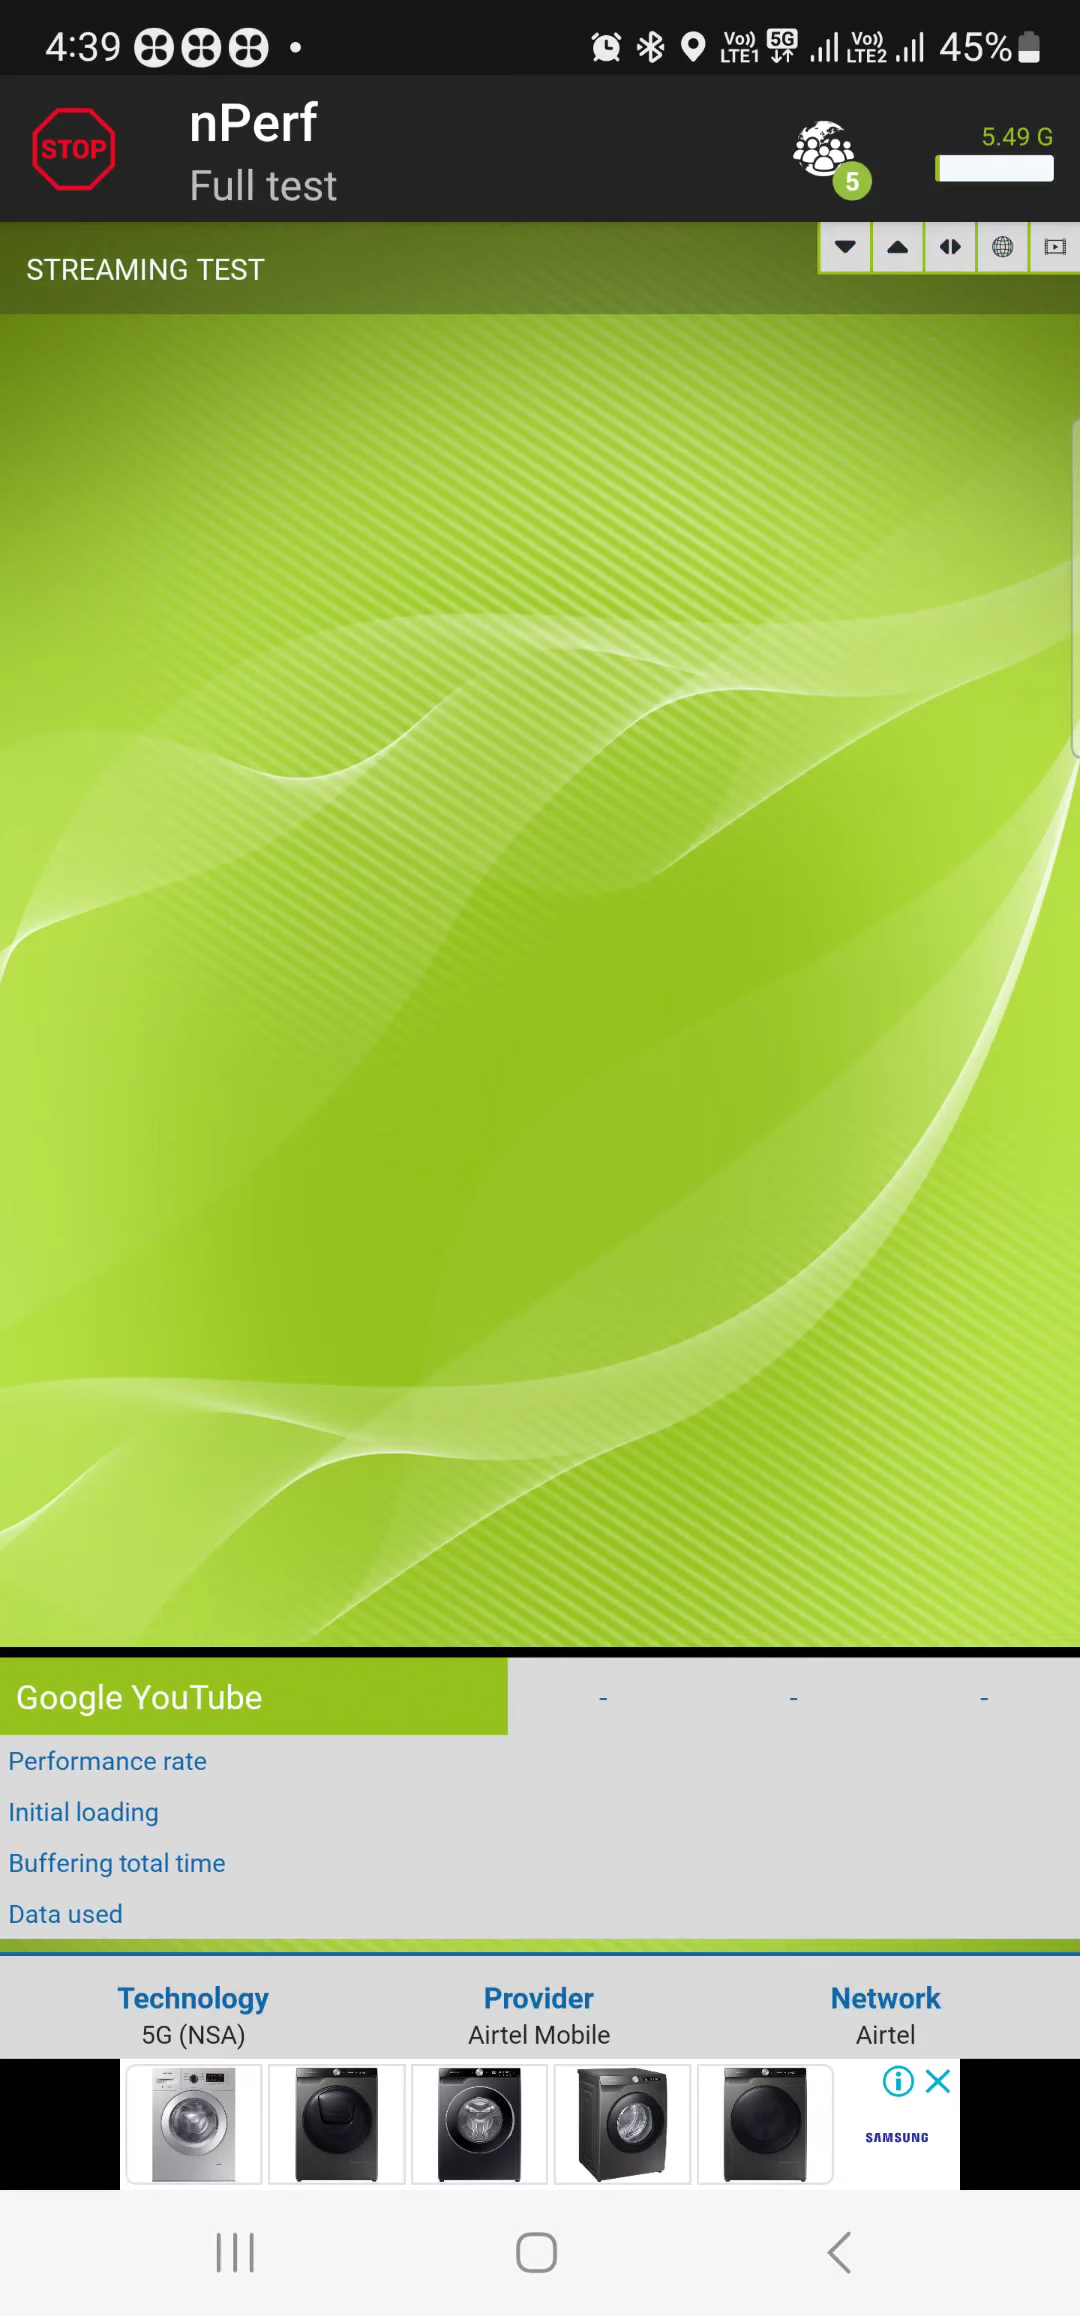 4:39 Vo)) LTE1 5G Vo)) LTE2 45%
STOP
nPerf
Full test
5
5.49 G
STREAMING TEST
Google YouTube - - -
Performance rate
Initial loading
Buffering total time
Data used
Technology Provider Network
5G (NSA) Airtel Mobile Airtel
SAMSUNG